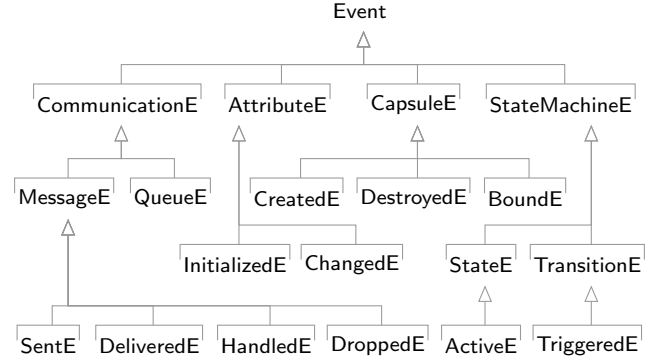 Event
CommunicationE AttributeE CapsuleE StateMachineE
MessageE QueueE CreatedE DestroyedE BoundE
InitializedE ChangedE StateE TransitionE
SentE DeliveredE HandledE DroppedE ActiveE TriggeredE